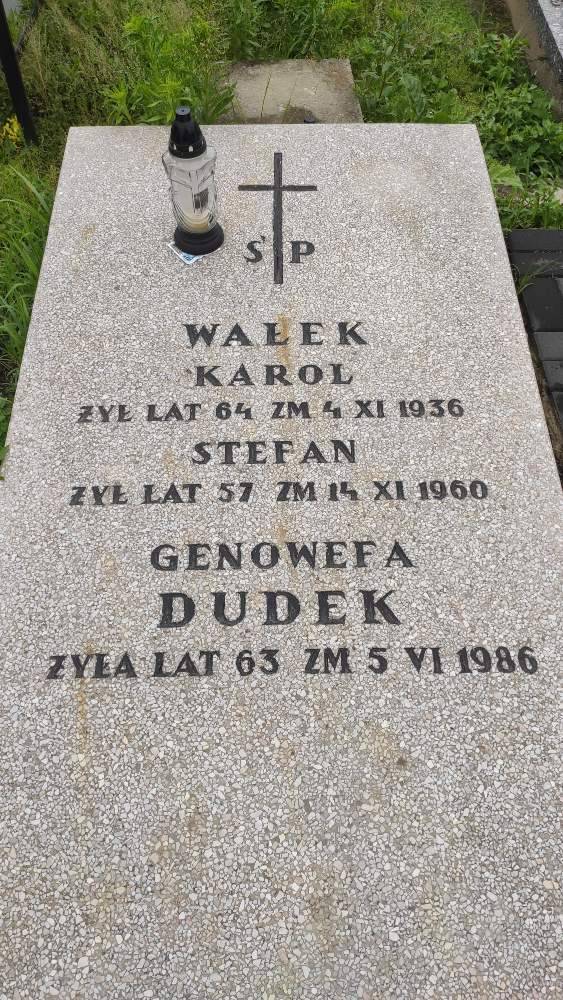 Ś P
WAŁEK
KAROL
ŻYŁ LAT 64 ZM 4 XI 1936
STEFAN
ŻYŁ LAT 57 ZM 14 XI 1960
GENOWEFA
DUDEK
ŻYŁA LAT 63 ZM 5 VI 1986